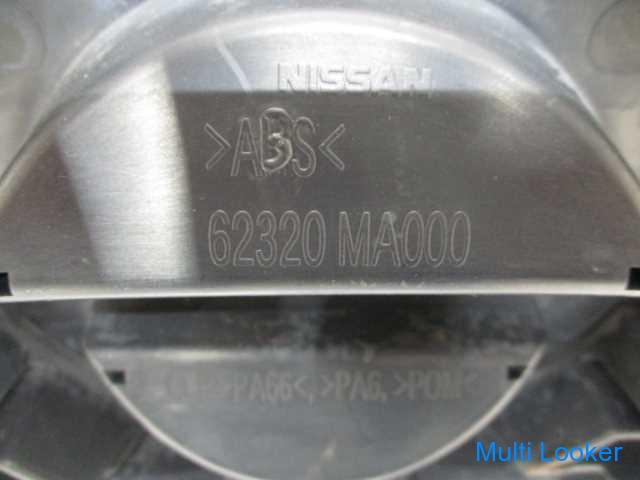 NISSAN
>ABS<
62320 MA000
>PA66<,>PA6,>POM<
Multi Looker